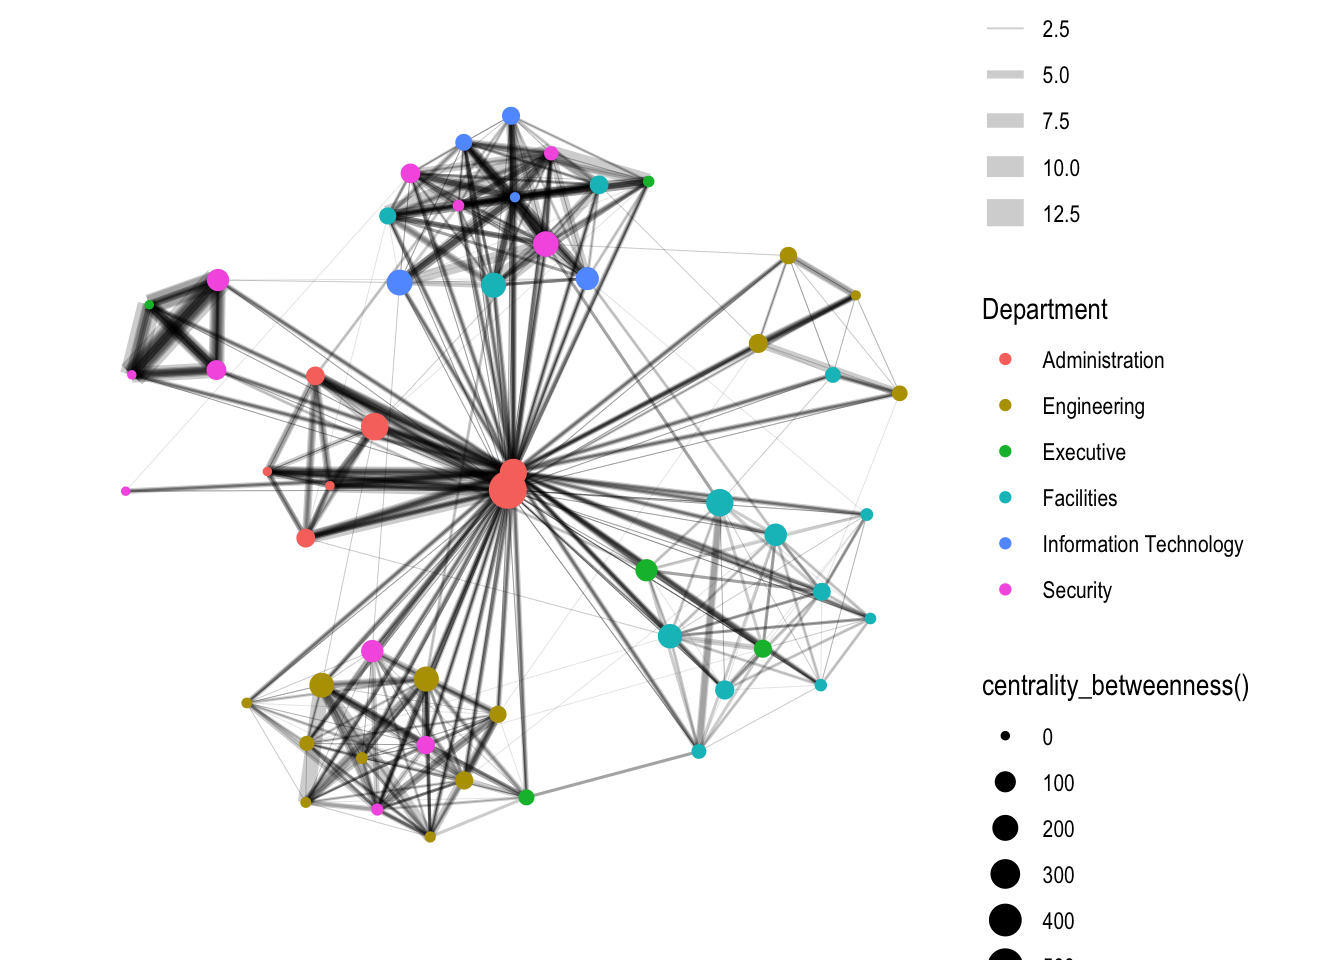 2.5
5.0
7.5
10.0
12.5
Department
Administration
Engineering
Executive
Facilities
Information Technology
Security
centrality_betweenness()
0
100
200
300
400